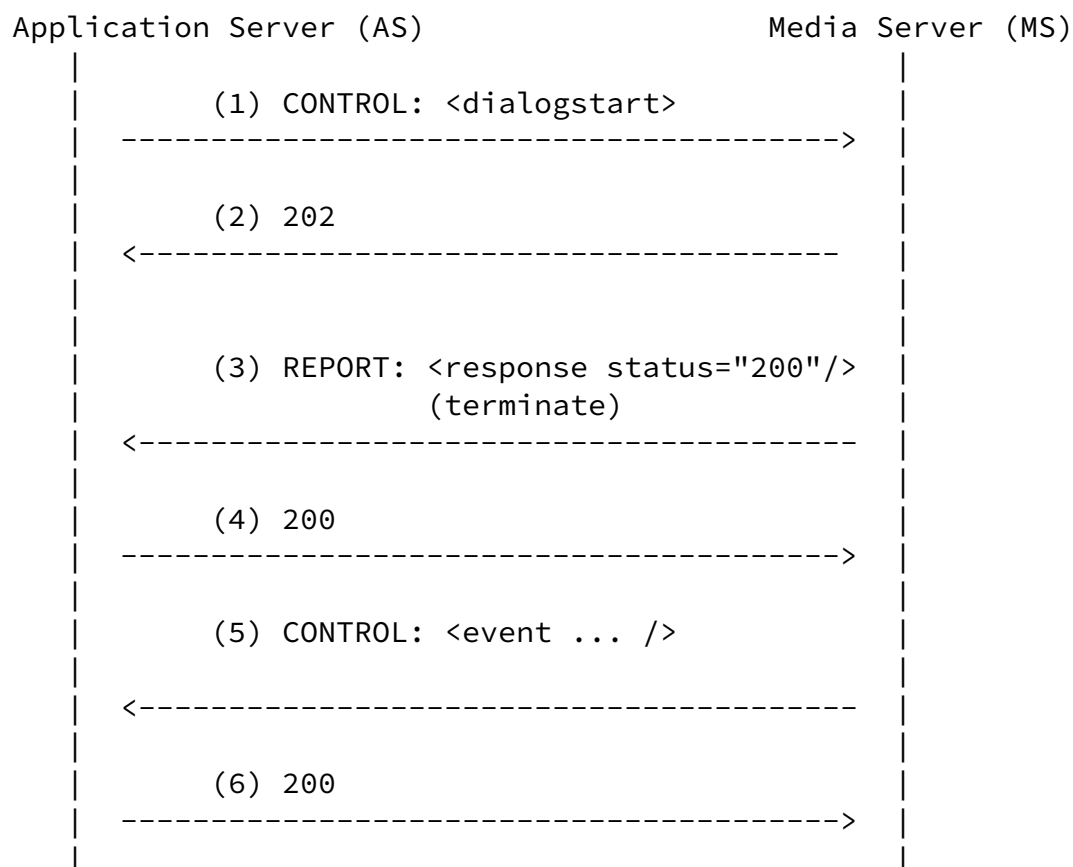 Application Server (AS) Media Server (MS)
(1) CONTROL: <dialogstart>
(2) 202
(3) REPORT: <response status="200"/>
(terminate)
(4) 200
(5) CONTROL: <event ... />
(6) 200